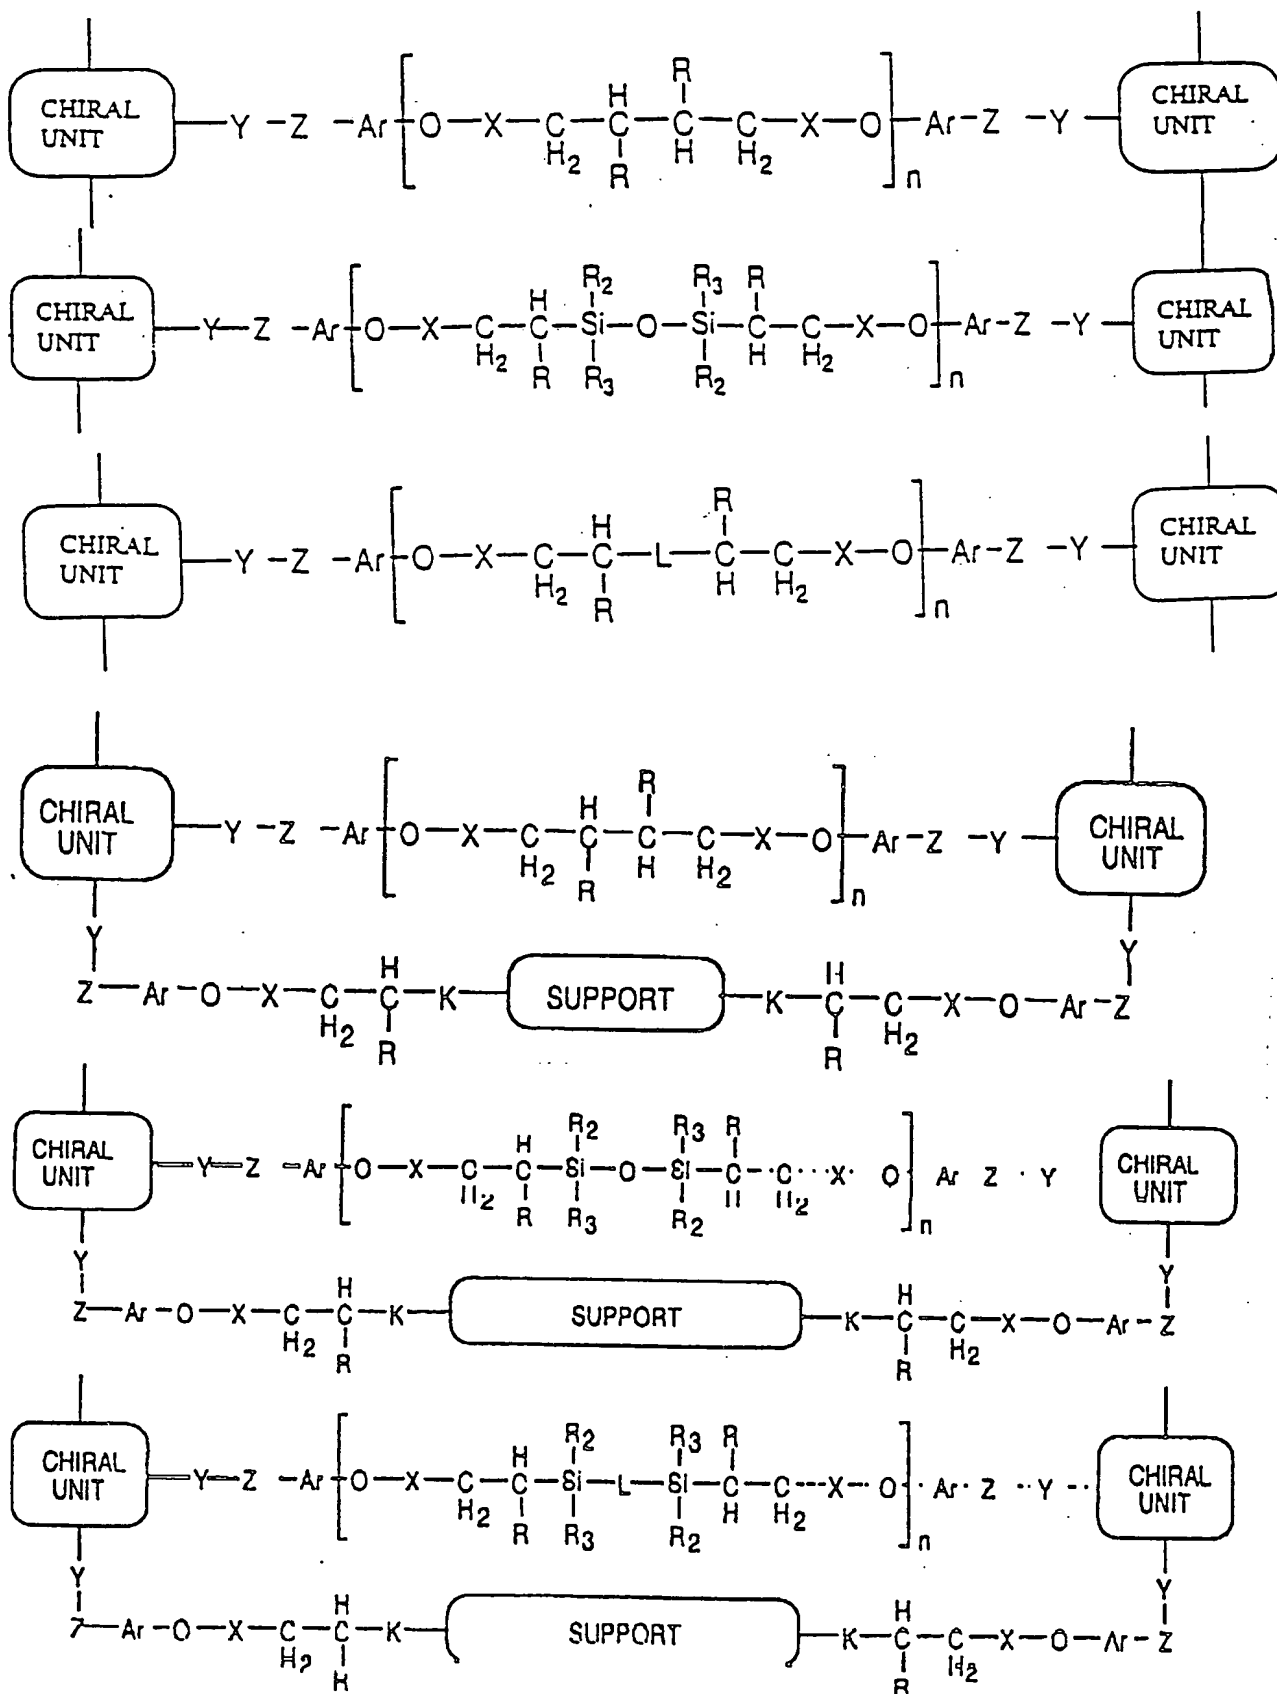 CHIRAL UNIT —Y —Z —Ar [ O—X—C—C—C—C—X—O ] Ar—Z —Y— CHIRAL UNIT
H R
H2 R H H2 n
CHIRAL UNIT —Y—Z —Ar [ O—X—C—C—Si—O—Si—C—C—X—O ] Ar—Z —Y— CHIRAL UNIT
H R2 R3 R
H2 R R3 R2 H H2 n
CHIRAL UNIT —Y—Z —Ar [ O—X—C—C—L—C—C—X—O ] Ar—Z —Y— CHIRAL UNIT
H R
H2 R H H2 n
CHIRAL UNIT —Y —Z —Ar [ O—X—C—C—C—C—X—O ] Ar—Z —Y— CHIRAL UNIT
H R
H2 R H H2 n
Y Y
H H
Z—Ar—O—X—C—C—K— SUPPORT —K—C—C—X—O—Ar—Z
H2 R R H2
CHIRAL UNIT —Y—Z —Ar [ O—X—C—C—Si—O—Si—C—C—X O ] Ar Z Y CHIRAL UNIT
H R2 R3 R
H2 R R3 R2 H H2 n
Y Y
H H
Z—Ar—O—X—C—C—K— SUPPORT —K—C—C—X—O—Ar—Z
H2 R R H2
CHIRAL UNIT —Y—Z —Ar [ O—X—C—C—Si—L—Si—C—C—X—O ] Ar Z Y CHIRAL UNIT
H R2 R3 R
H2 R R3 R2 H H2 n
Y Y
H H
Z—Ar—O—X—C—C—K— SUPPORT —K—C—C—X—O—Ar—Z
H2 R R H2